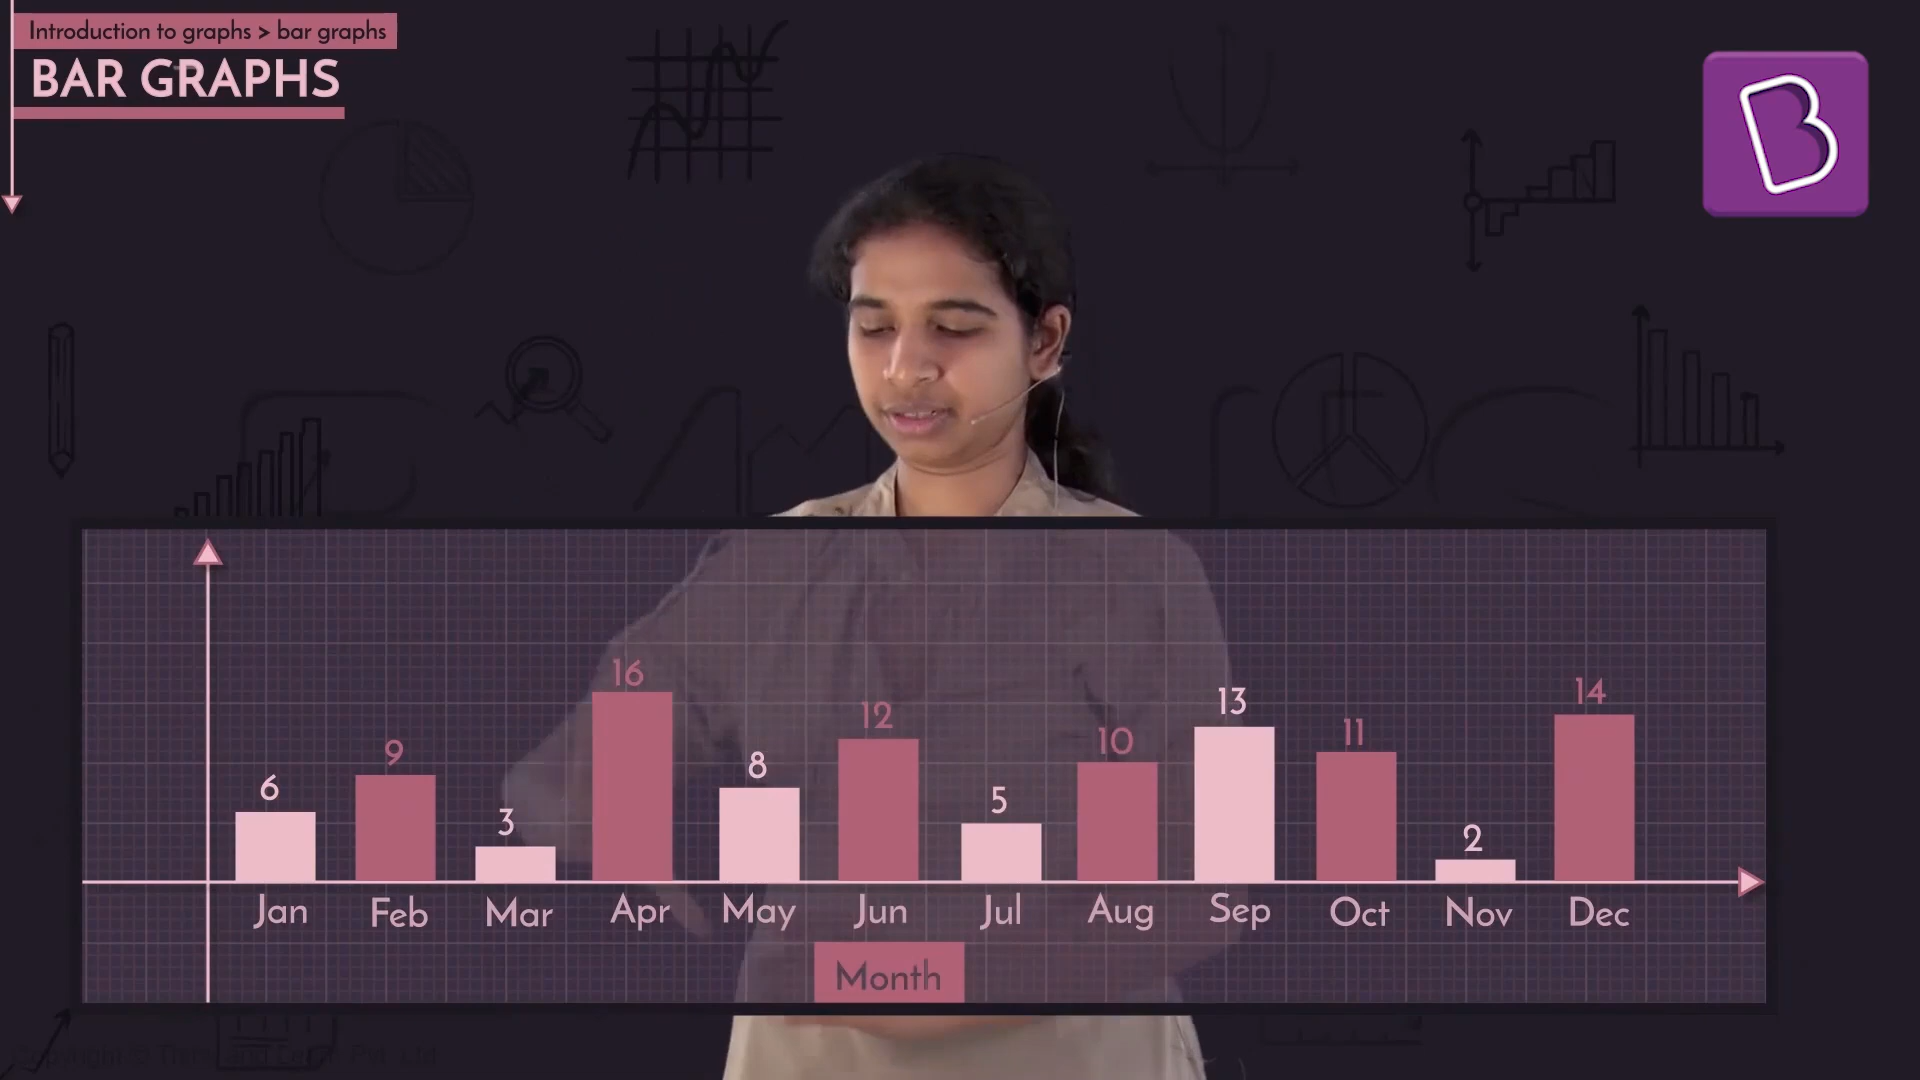 Introduction to graphs > bar graphs
BAR GRAPHS
B
6 9 3 16 8 12 5 10 13 11 2 14
Jan Feb Mar Apr May Jun Jul Aug Sep Oct Nov Dec
Month